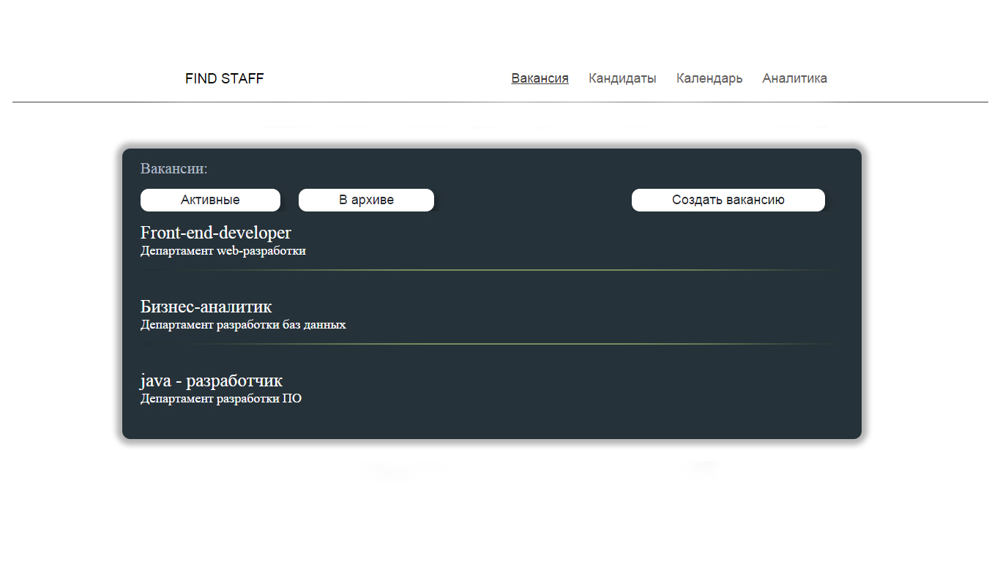 FIND STAFF Вакансия Кандидаты Календарь Аналитика
Вакансии:
Активные В архиве Создать вакансию
Front-end-developer
Департамент web-разработки
Бизнес-аналитик
Департамент разработки баз данных
java - разработчик
Департамент разработки ПО